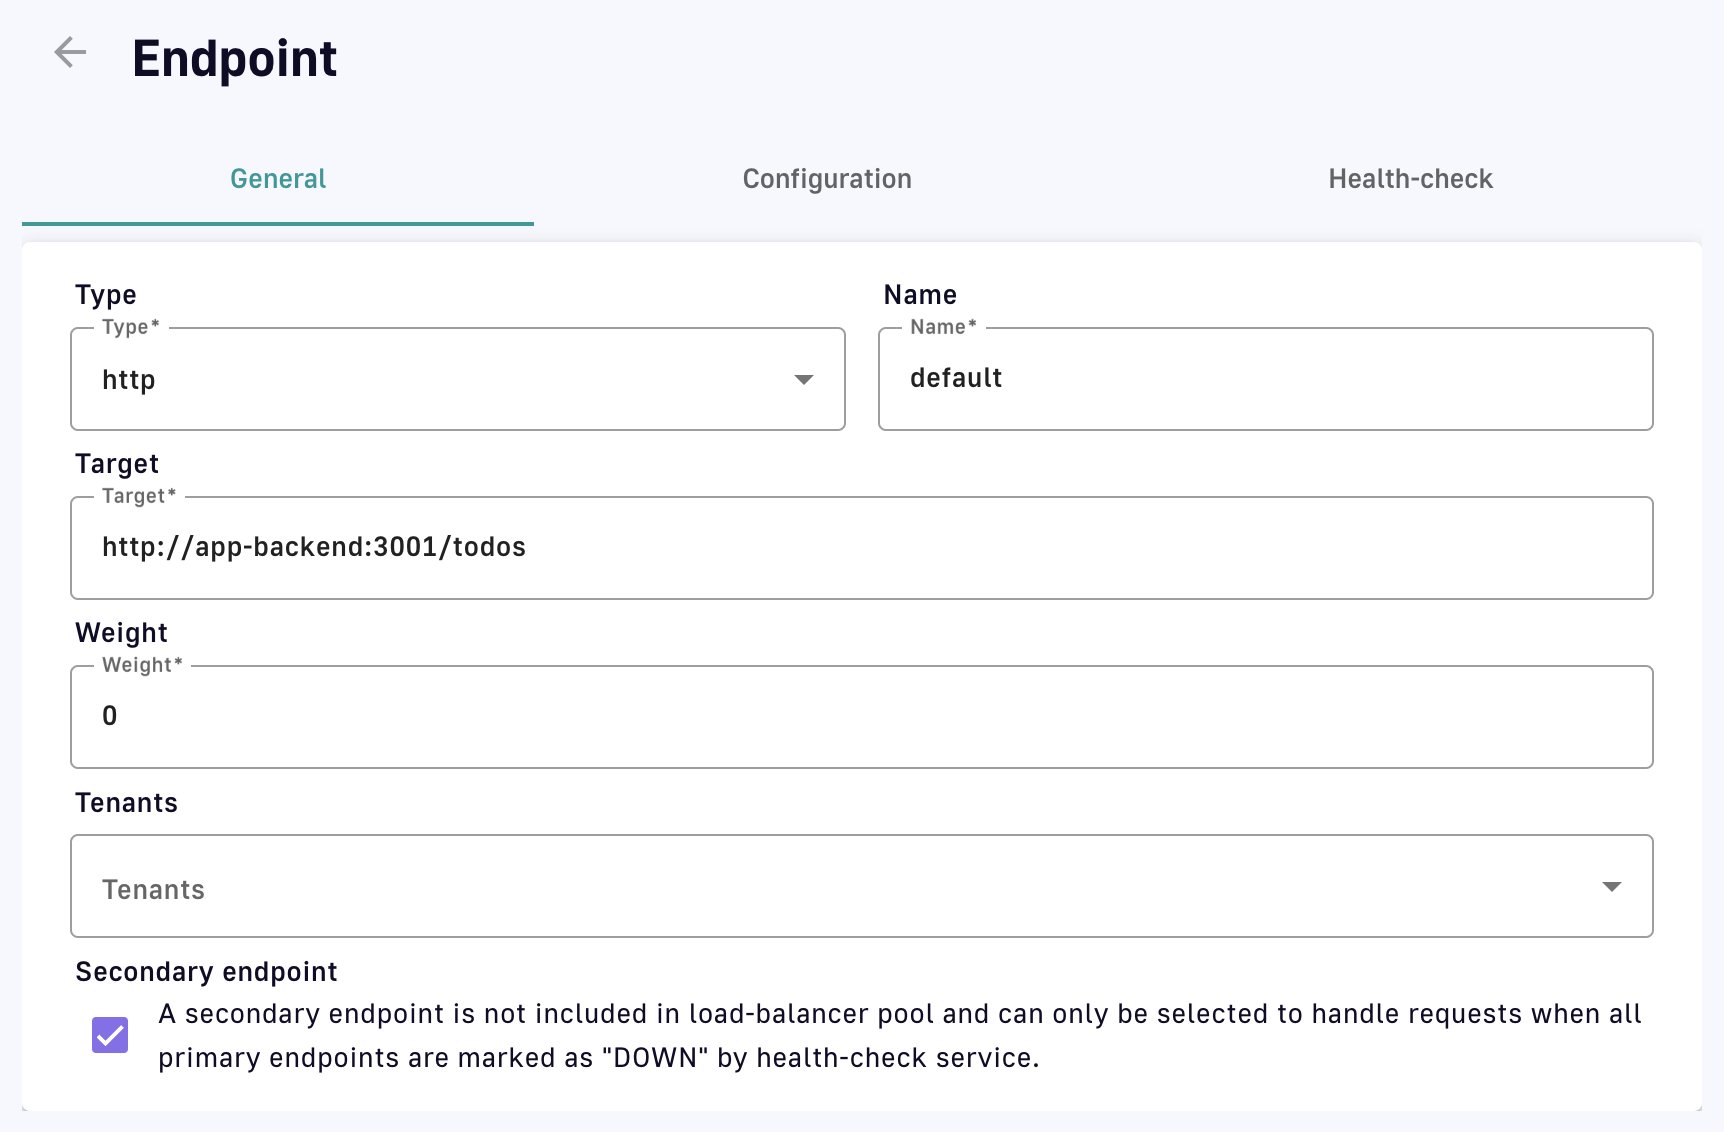 Endpoint
General
Configuration
Health-check
Type
Name
Type*
Name*
http
default
Target
Target*
http://app-backend:3001/todos
Weight
Weight*
0
Tenants
Tenants
Secondary endpoint
A secondary endpoint is not included in load-balancer pool and can only be selected to handle requests when all
primary endpoints are marked as "DOWN" by health-check service.